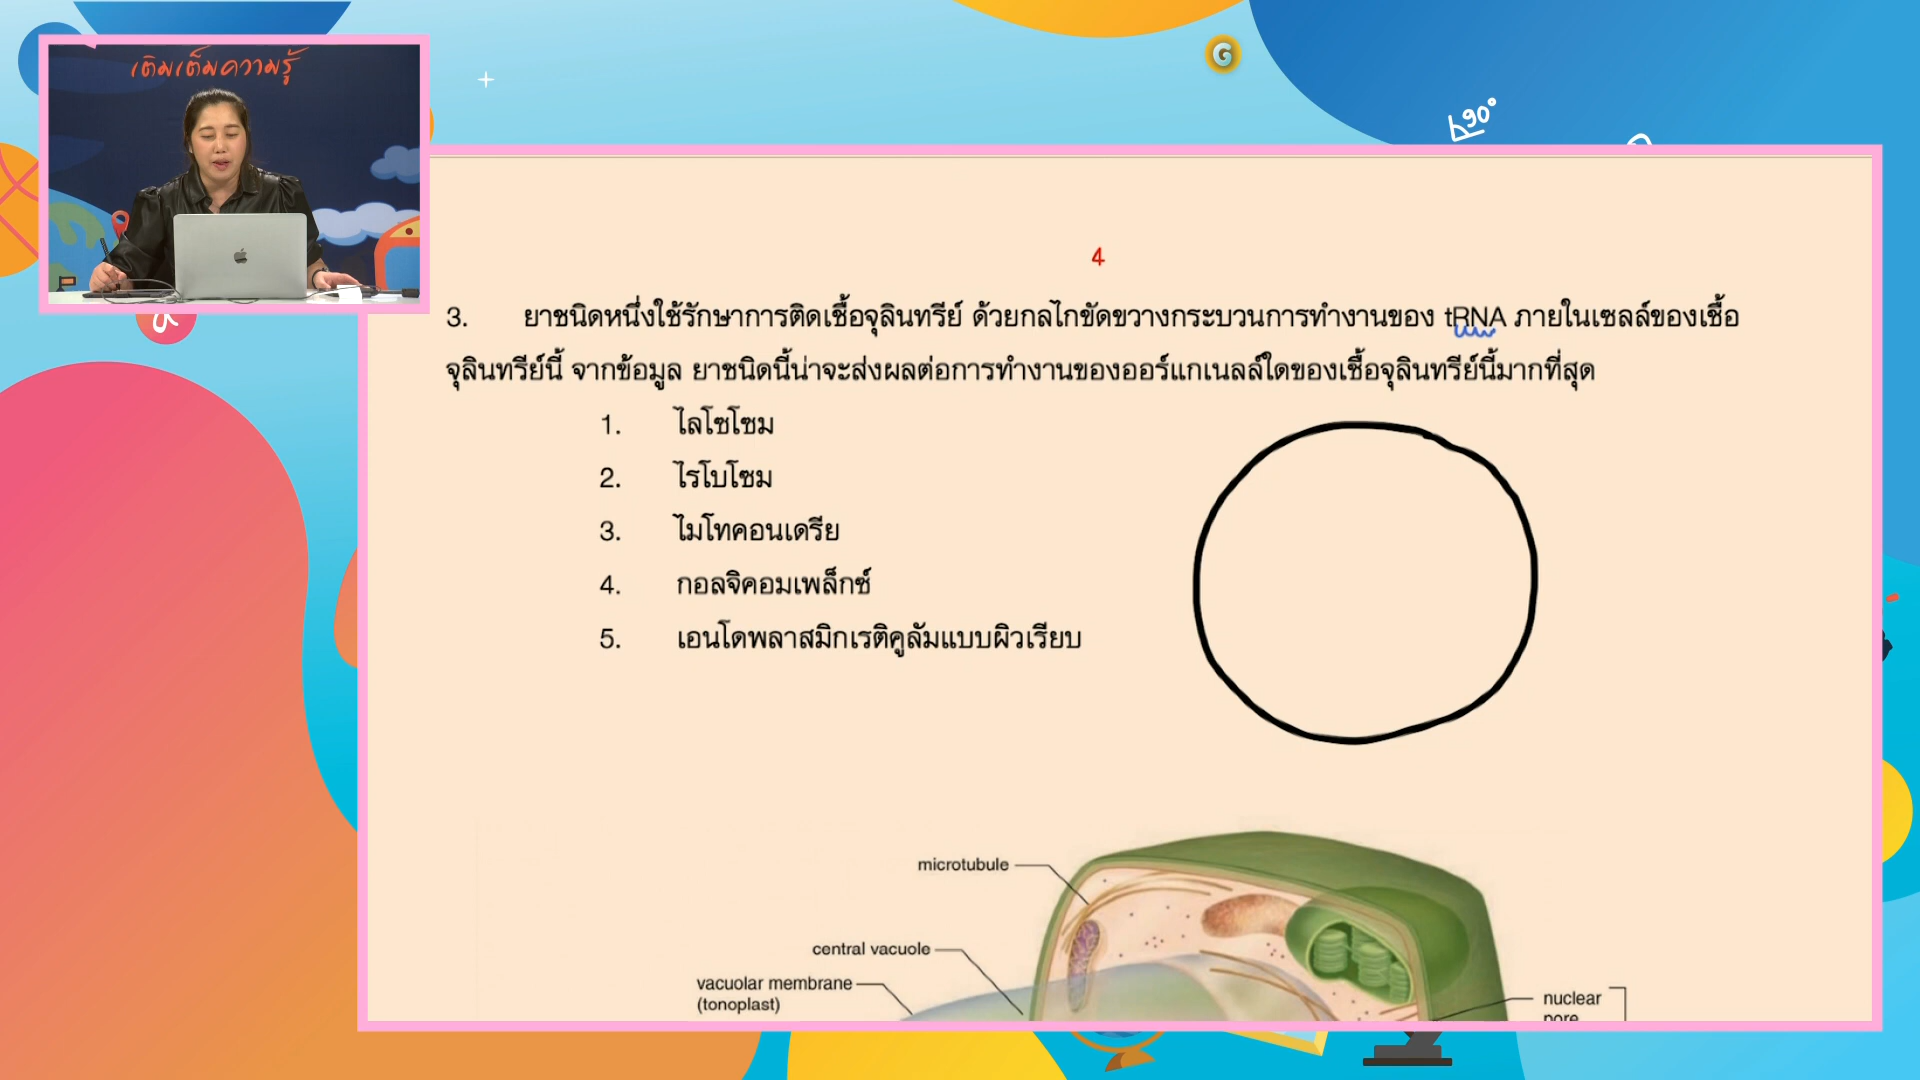 เติมเต็มความรู้
G
90°
4
3. ยาชนิดหนึ่งใช้รักษาการติดเชื้อจุลินทรีย์ ด้วยกลไกขัดขวางกระบวนการทำงานของ tRNA ภายในเซลล์ของเชื้อ
จุลินทรีย์นี้ จากข้อมูล ยาชนิดนี้น่าจะส่งผลต่อการทำงานของออร์แกเนลล์ใดของเชื้อจุลินทรีย์นี้มากที่สุด
1. ไลโซโซม
2. ไรโบโซม
3. ไมโทคอนเดรีย
4. กอลจิคอมเพล็กซ์
5. เอนโดพลาสมิกเรติคูลัมแบบผิวเรียบ
microtubule
central vacuole
vacuolar membrane
(tonoplast)
nuclear
pore